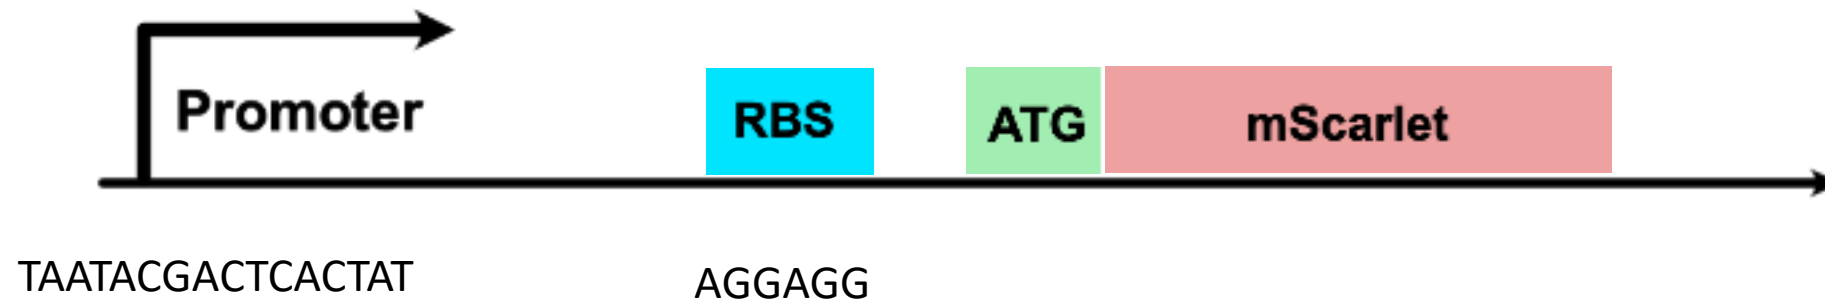 Promoter
RBS
ATG
mScarlet
TAATACGACTCACTAT
AGGAGG